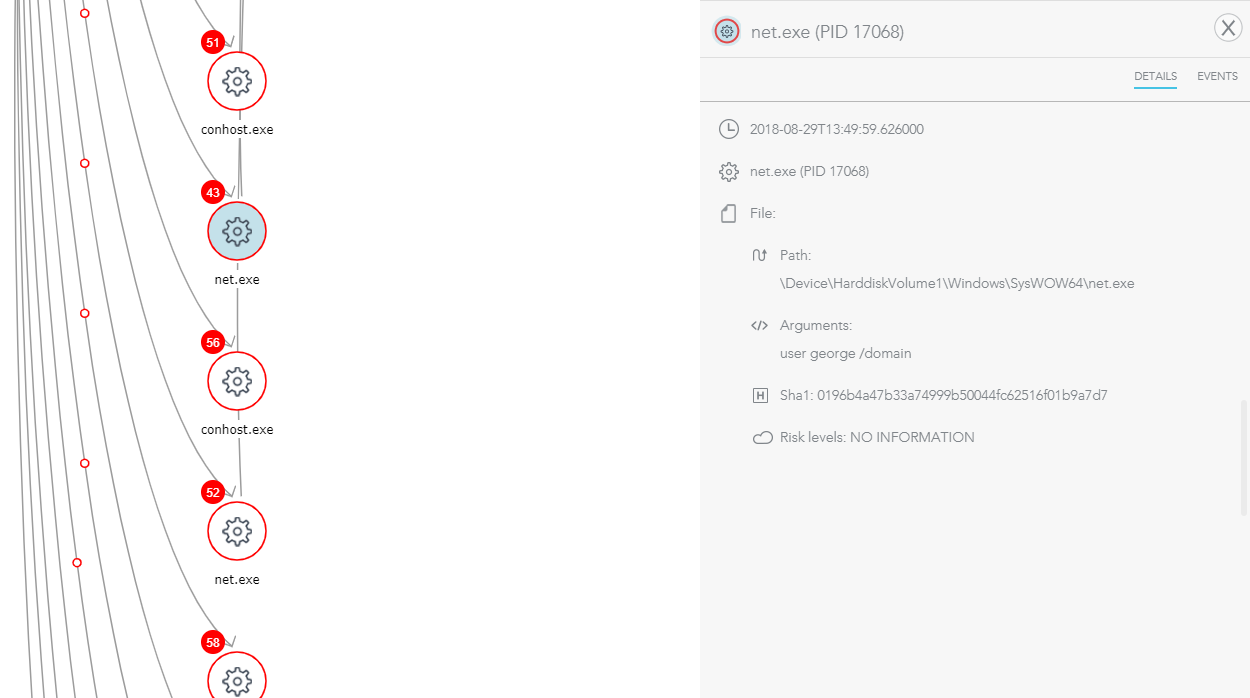 51
conhost.exe
43
net.exe
56
conhost.exe
52
net.exe
58
net.exe (PID 17068)
X
DETAILS EVENTS
2018-08-29T13:49:59.626000
net.exe (PID 17068)
File:
Path:
\Device\HarddiskVolume1\Windows\SysWOW64\net.exe
</> Arguments:
user george /domain
H Sha1: 0196b4a47b33a74999b50044fc62516f01b9a7d7
Risk levels: NO INFORMATION